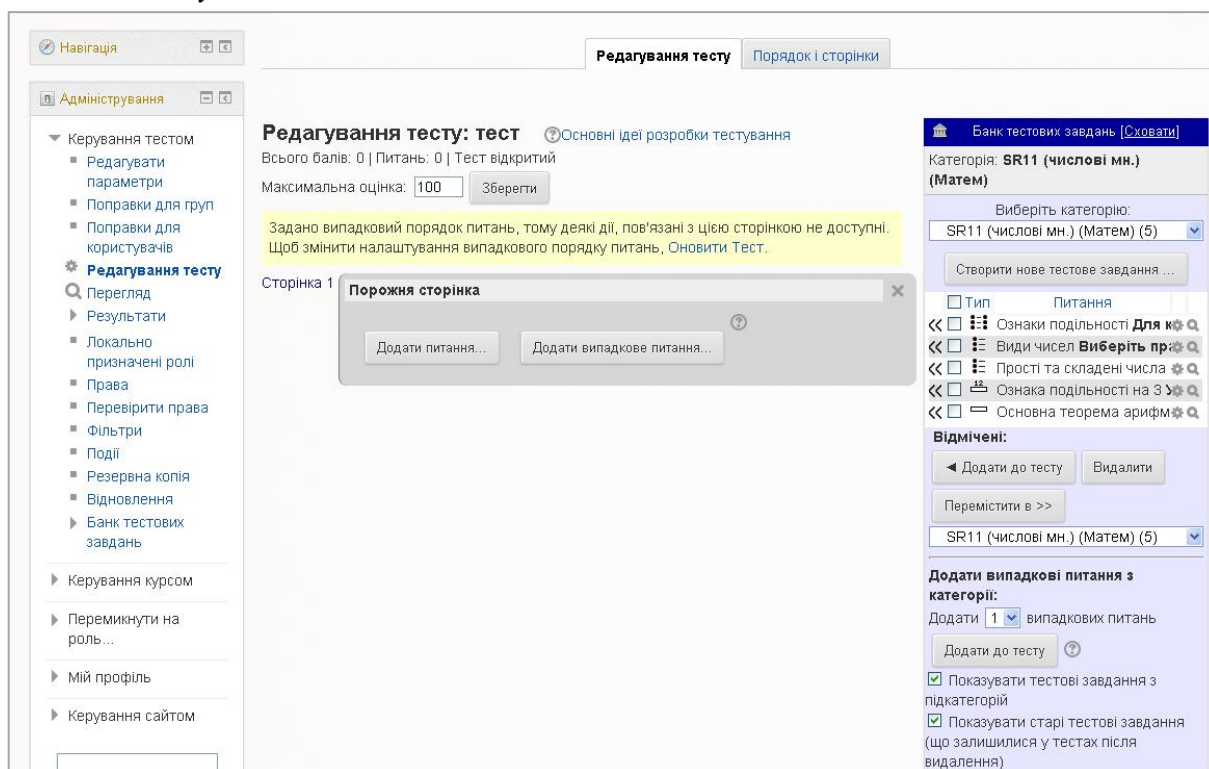 Навігація
Адміністрування
Керування тестом
Редагувати
параметри
Поправки для груп
Поправки для
користувачів
Редагування тесту
Перегляд
Результати
Локально
призначені ролі
Права
Перевірити права
Фільтри
Події
Резервна копія
Відновлення
Банк тестових
завдань
Керування курсом
Перемикнути на
роль...
Мій профіль
Керування сайтом
Редагування тесту Порядок і сторінки
Редагування тесту: тест Основні ідеї розробки тестування
Всього балів: 0 | Питань: 0 | Тест відкритий
Максимальна оцінка: 100 Зберегти
Задано випадковий порядок питань, тому деякі дії, пов'язані з цією сторінкою не доступні.
Щоб змінити налаштування випадкового порядку питань, Оновити Тест.
Сторінка 1 Порожня сторінка
Додати питання... Додати випадкове питання...
Банк тестових завдань [Сховати]
Категорія: SR11 (числові мн.)
(Матем)
Виберіть категорію:
SR11 (числові мн.) (Матем) (5)
Створити нове тестове завдання ...
Тип Питання
Ознаки подільності Для
Види чисел Виберіть
Прості та складені числа
Ознака подільності на 3
Основна теорема
Відмічені:
◄ Додати до тесту Видалити
Перемістити в >>
SR11 (числові мн.) (Матем) (5)
Додати випадкові питання з
категорії:
Додати 1 випадкових питань
Додати до тесту
Показувати тестові завдання з
підкатегорій
Показувати старі тестові завдання
(що залишилися у тестах після
видалення)